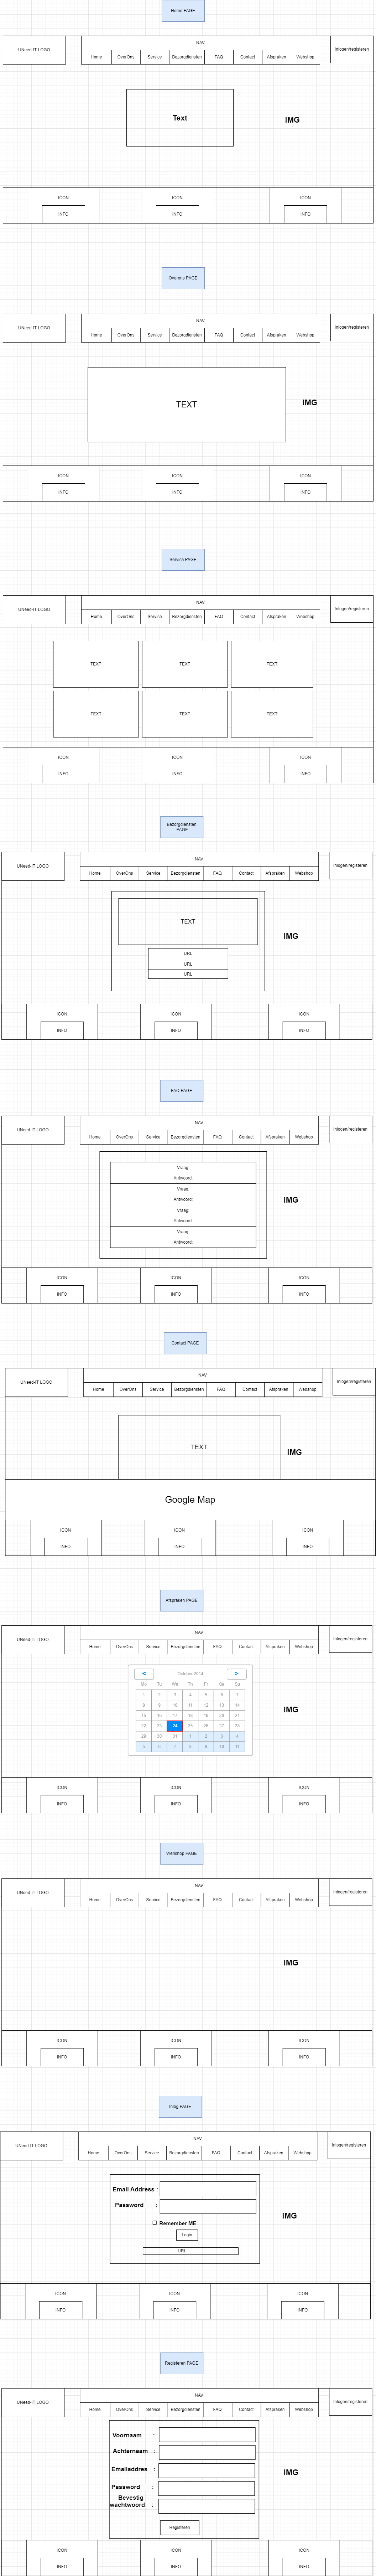 Home PAGE
UNeed-IT LOGO
NAV
Inlogen/registeren
Home OverOns Service Bezorgdiensten FAQ Contact Afspraken Webshop
Text
IMG
ICON ICON ICON
INFO INFO INFO
Overons PAGE
UNeed-IT LOGO
NAV
Inlogen/registeren
Home OverOns Service Bezorgdiensten FAQ Contact Afspraken Webshop
TEXT
IMG
ICON ICON ICON
INFO INFO INFO
Service PAGE
UNeed-IT LOGO
NAV
Inlogen/registeren
Home OverOns Service Bezorgdiensten FAQ Contact Afspraken Webshop
TEXT TEXT TEXT
TEXT TEXT TEXT
ICON ICON ICON
INFO INFO INFO
Bezorgdiensten
PAGE
UNeed-IT LOGO
NAV
Inlogen/registeren
Home OverOns Service Bezorgdiensten FAQ Contact Afspraken Webshop
TEXT
IMG
URL
URL
URL
ICON ICON ICON
INFO INFO INFO
FAQ PAGE
UNeed-IT LOGO
NAV
Inlogen/registeren
Home OverOns Service Bezorgdiensten FAQ Contact Afspraken Webshop
Vraag
Antwoord
Vraag
Antwoord
Vraag
Antwoord
Vraag
Antwoord
IMG
ICON ICON ICON
INFO INFO INFO
Contact PAGE
UNeed-IT LOGO
NAV
Inlogen/registeren
Home OverOns Service Bezorgdiensten FAQ Contact Afspraken Webshop
TEXT
IMG
Google Map
ICON ICON ICON
INFO INFO INFO
Afspraken PAGE
UNeed-IT LOGO
NAV
Inlogen/registeren
Home OverOns Service Bezorgdiensten FAQ Contact Afspraken Webshop
< October 2014 >
Mo Tu We Th Fr Sa Su
1 2 3 4 5 6 7
8 9 10 11 12 13 14
15 16 17 18 19 20 21
22 23 24 25 26 27 28
29 30 31 1 2 3 4
5 6 7 8 9 10 11
IMG
ICON ICON ICON
INFO INFO INFO
Wenshop PAGE
UNeed-IT LOGO
NAV
Inlogen/registeren
Home OverOns Service Bezorgdiensten FAQ Contact Afspraken Webshop
IMG
ICON ICON ICON
INFO INFO INFO
Inlog PAGE
UNeed-IT LOGO
NAV
Inlogen/registeren
Home OverOns Service Bezorgdiensten FAQ Contact Afspraken Webshop
Email Address :
Password :
Remember ME
Login
URL
IMG
ICON ICON ICON
INFO INFO INFO
Registeren PAGE
UNeed-IT LOGO
NAV
Inlogen/registeren
Home OverOns Service Bezorgdiensten FAQ Contact Afspraken Webshop
Voornaam :
Achternaam :
Emailaddres :
Password :
Bevestig
wachtwoord :
Registeren
IMG
ICON ICON ICON
INFO INFO INFO